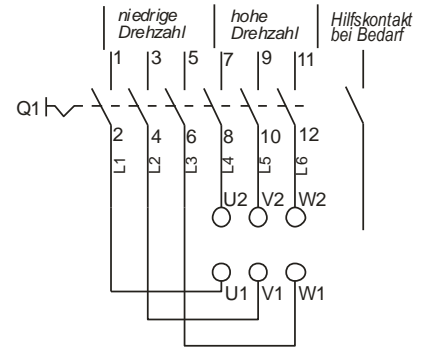 niedrige
Drehzahl
hohe
Drehzahl
Hilfskontakt
bei Bedarf
1 3 5 7 9 11
Q1
2 4 6 8 10 12
L1 L2 L3 L4 L5 L6
U2 V2 W2
U1 V1 W1